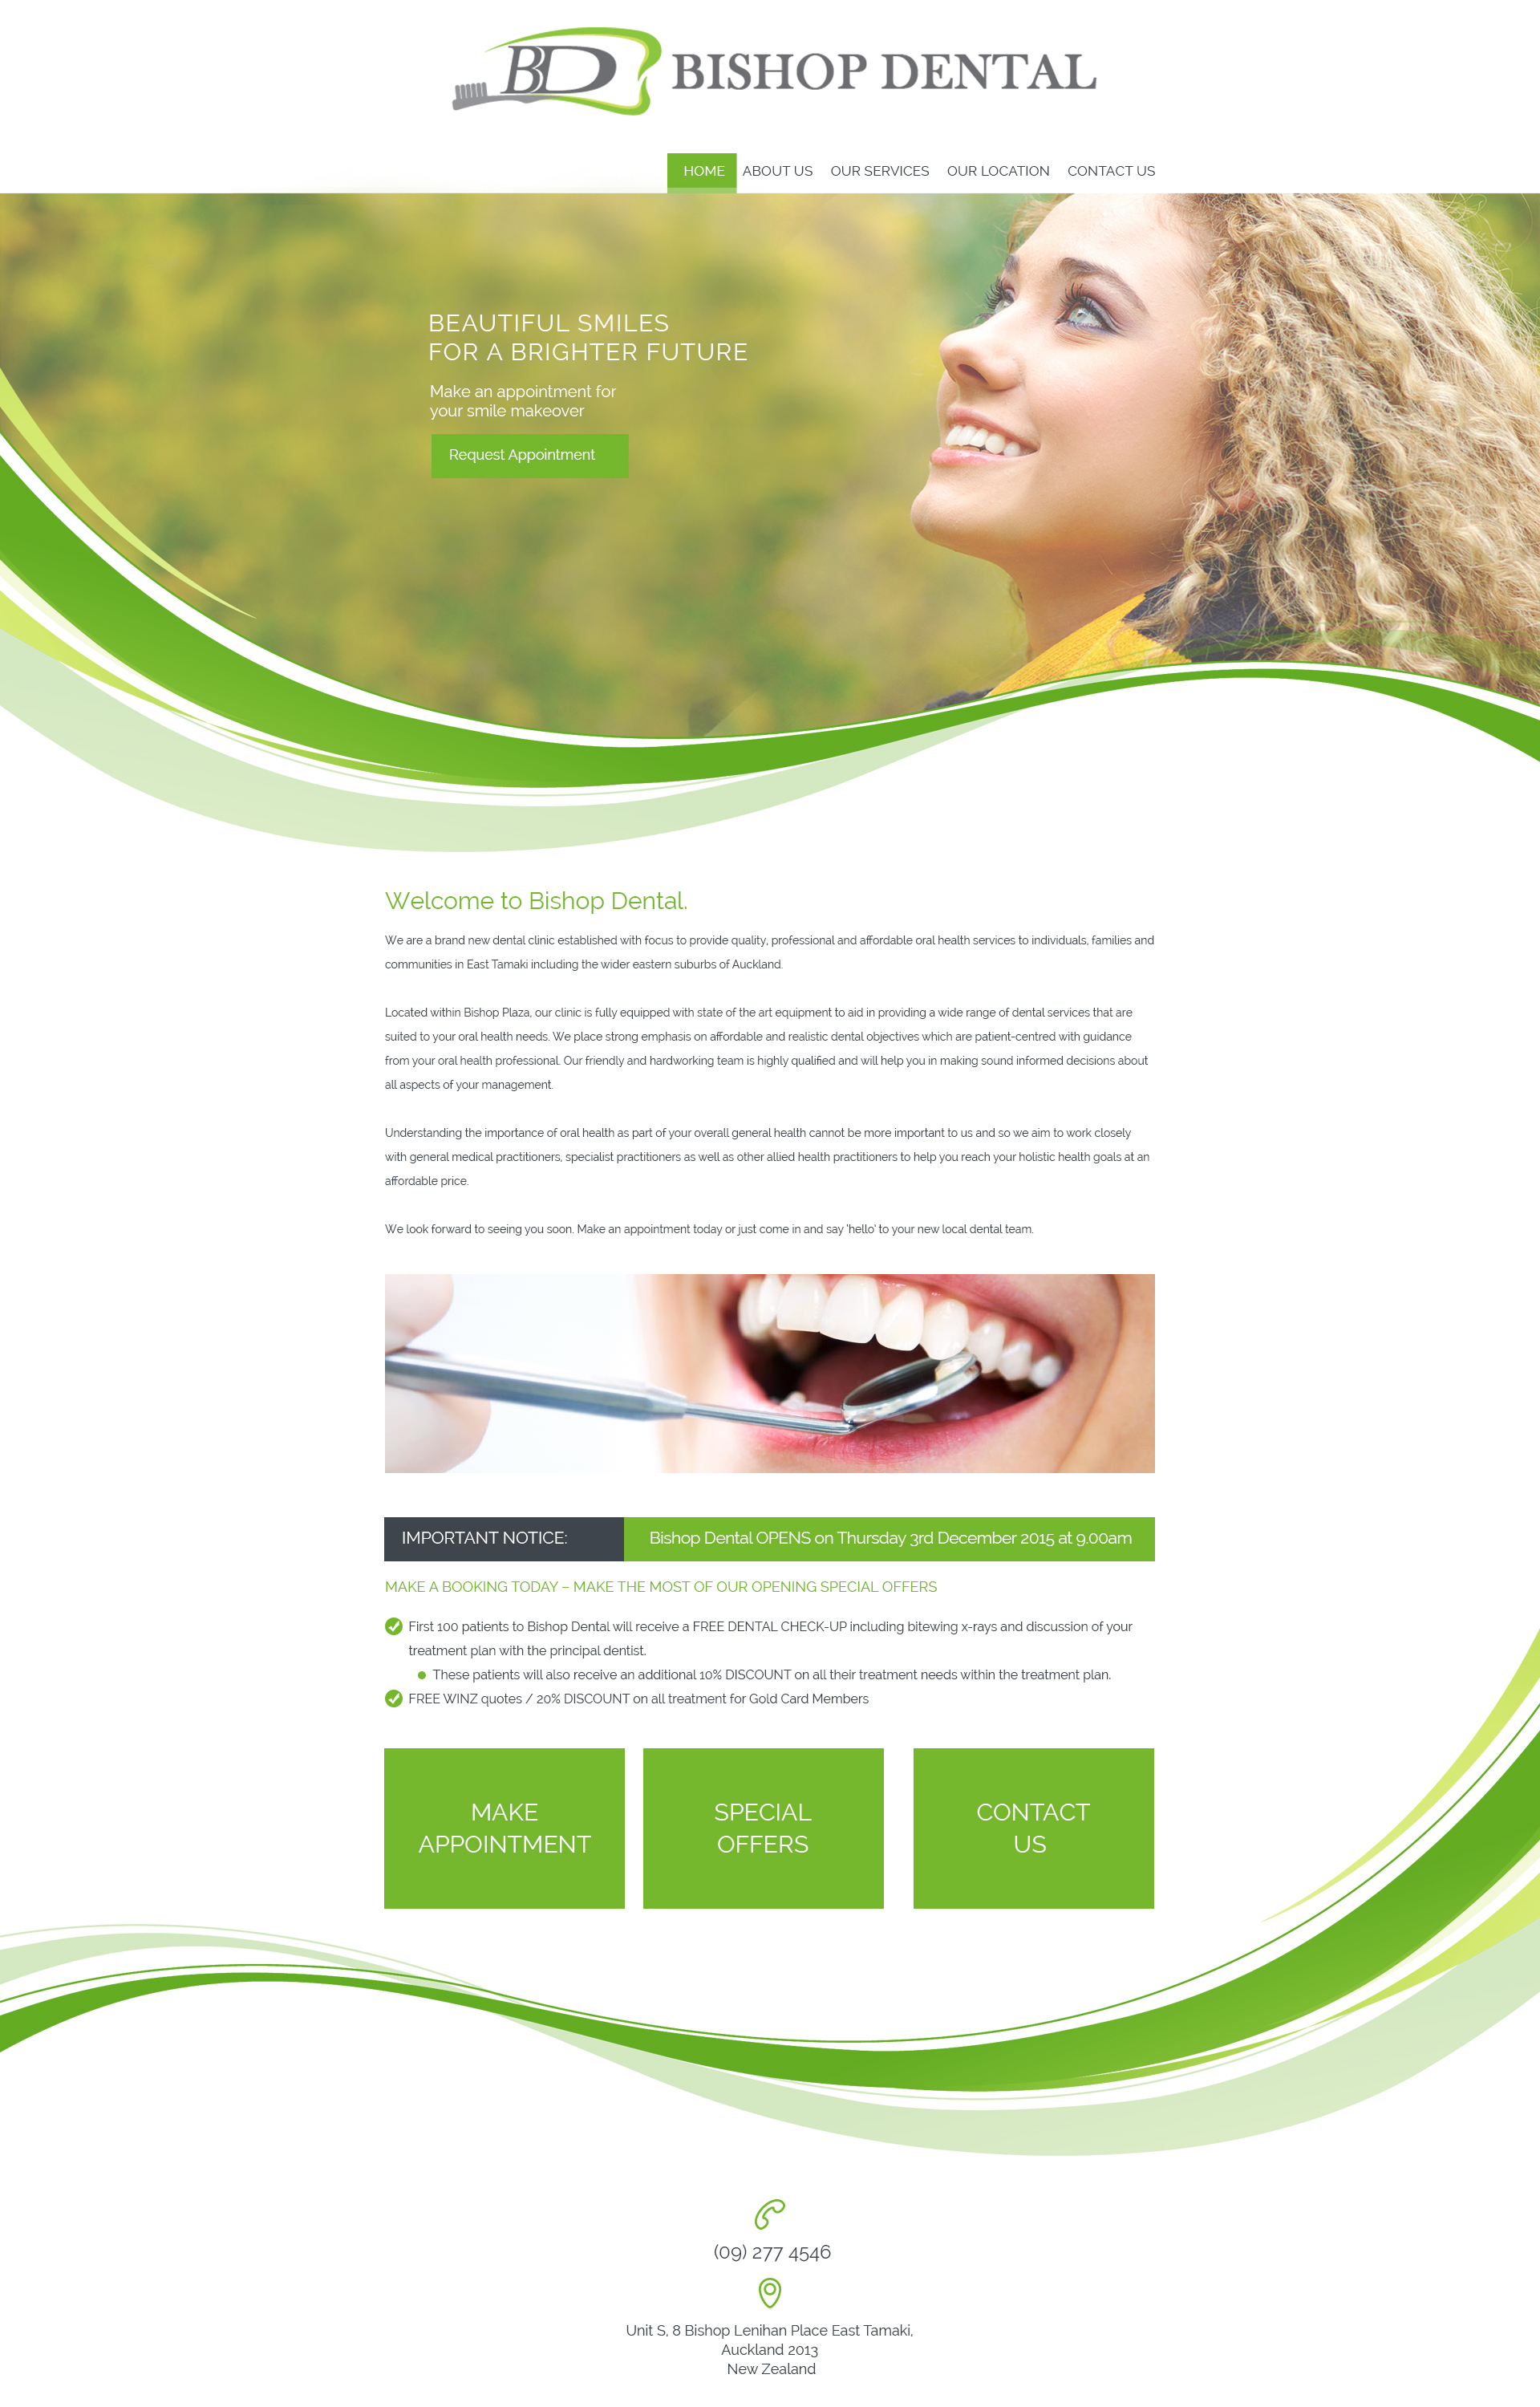 BD BISHOP DENTAL
HOME ABOUT US OUR SERVICES OUR LOCATION CONTACT US
BEAUTIFUL SMILES
FOR A BRIGHTER FUTURE
Make an appointment for
your smile makeover
Request Appointment
Welcome to Bishop Dental.
We are a brand new dental clinic established with focus to provide quality, professional and affordable oral health services to individuals, families and
communities in East Tamaki including the wider eastern suburbs of Auckland.
Located within Bishop Plaza, our clinic is fully equipped with state of the art equipment to aid in providing a wide range of dental services that are
suited to your oral health needs. We place strong emphasis on affordable and realistic dental objectives which are patient-centred with guidance
from your oral health professional. Our friendly and hardworking team is highly qualified and will help you in making sound informed decisions about
all aspects of your management.
Understanding the importance of oral health as part of your overall general health cannot be more important to us and so we aim to work closely
with general medical practitioners, specialist practitioners as well as other allied health practitioners to help you reach your holistic health goals at an
affordable price.
We look forward to seeing you soon. Make an appointment today or just come in and say 'hello' to your new local dental team.
IMPORTANT NOTICE: Bishop Dental OPENS on Thursday 3rd December 2015 at 9.00am
MAKE A BOOKING TODAY – MAKE THE MOST OF OUR OPENING SPECIAL OFFERS
First 100 patients to Bishop Dental will receive a FREE DENTAL CHECK-UP including bitewing x-rays and discussion of your
treatment plan with the principal dentist.
These patients will also receive an additional 10% DISCOUNT on all their treatment needs within the treatment plan.
FREE WINZ quotes / 20% DISCOUNT on all treatment for Gold Card Members
MAKE
APPOINTMENT
SPECIAL
OFFERS
CONTACT
US
(09) 277 4546
Unit S, 8 Bishop Lenihan Place East Tamaki,
Auckland 2013
New Zealand